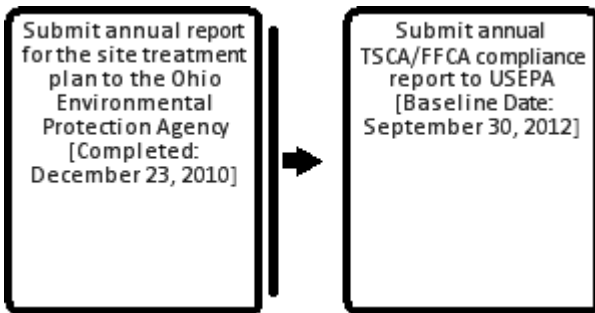 Submit annual report
for the site treatment
plan to the Ohio
Environmental
Protection Agency
[Completed:
December 23, 2010]
Submit annual
TSCA/FFCA compliance
report to USEPA
[Baseline Date:
September 30, 2012]